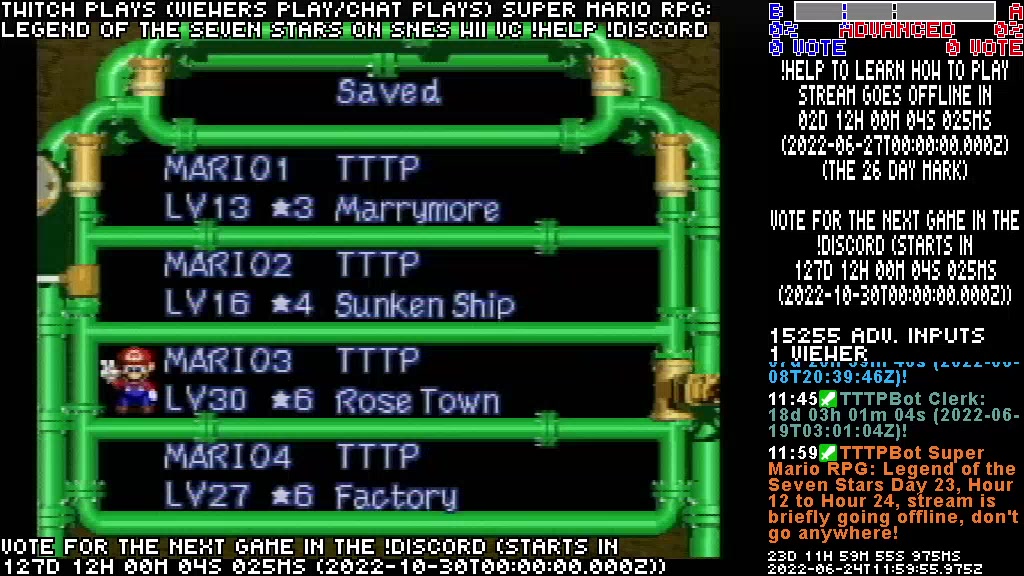 TWITCH PLAYS (VIEWERS PLAY/CHAT PLAYS) SUPER MARIO RPG:
LEGEND OF THE SEVEN STARS ON SNES WII VC !HELP !DISCORD
Saved
MARIO1 TTTP
LV13 ★3 Marrymore
MARIO2 TTTP
LV16 ★4 Sunken Ship
MARIO3 TTTP
LV30 ★6 Rose Town
MARIO4 TTTP
LV27 ★6 Factory
VOTE FOR THE NEXT GAME IN THE !DISCORD (STARTS IN
127D 12H 00M 04S 025MS (2022-10-30T00:00:00.000Z))
B A
0% ADVANCED 0%
0 VOTE 0 VOTE
!HELP TO LEARN HOW TO PLAY
STREAM GOES OFFLINE IN
02D 12H 00M 04S 025MS
(2022-06-27T00:00:00.000Z)
(THE 26 DAY MARK)
VOTE FOR THE NEXT GAME IN THE
!DISCORD (STARTS IN
127D 12H 00M 04S 025MS
(2022-10-30T00:00:00.000Z))
15255 ADV. INPUTS
1 VIEWER
08T20:39:46Z)!
11:45 TTTPBot Clerk:
18d 03h 01m 04s (2022-06-
19T03:01:04Z)!
11:59 TTTPBot Super
Mario RPG: Legend of the
Seven Stars Day 23, Hour
12 to Hour 24, stream is
briefly going offline, don't
go anywhere!
23D 11H 59M 55S 975MS
2022-06-24T11:59:55.975Z